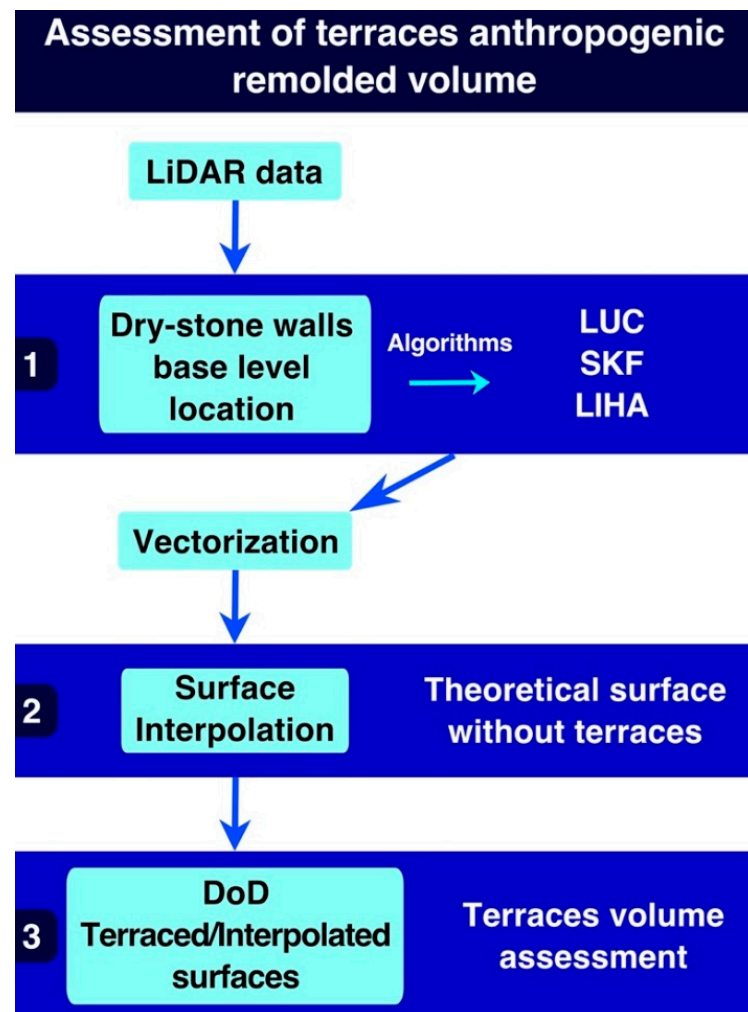 Assessment of terraces anthropogenic
remolded volume
LiDAR data
1
Dry-stone walls
base level
location
Algorithms
LUC
SKF
LIHA
Vectorization
2
Surface
Interpolation
Theoretical surface
without terraces
3
DoD
Terraced/Interpolated
surfaces
Terraces volume
assessment